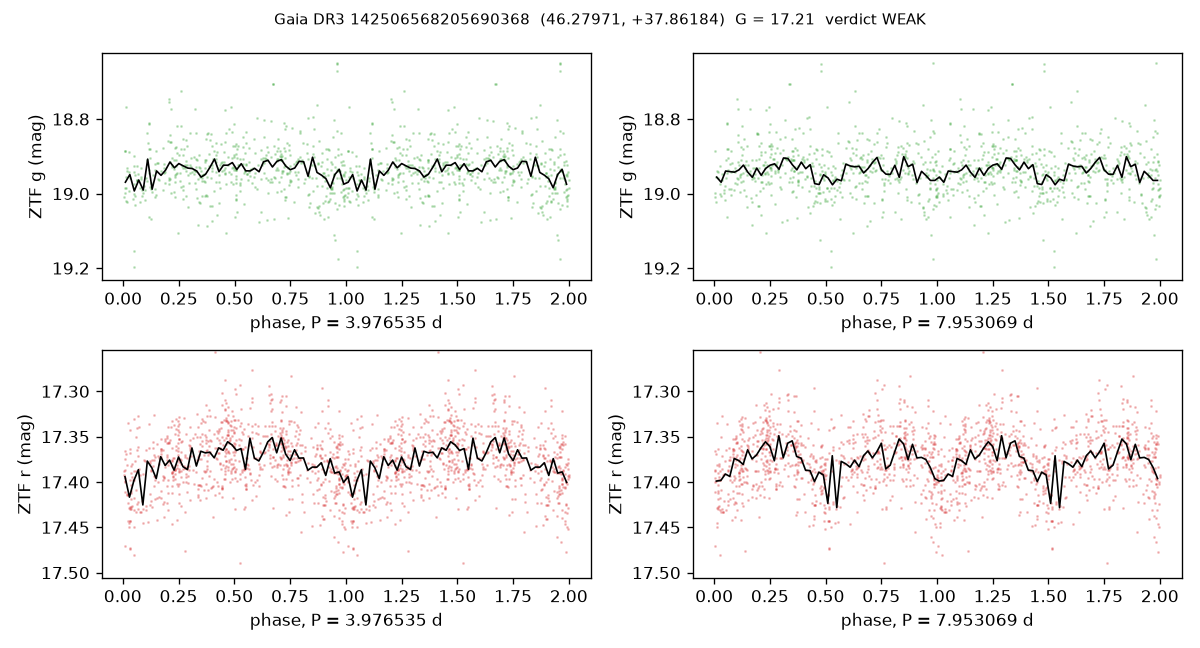 Gaia DR3 142506568205690368 (46.27971, +37.86184) G = 17.21 verdict WEAK
ZTF g (mag)
18.8
19.0
19.2
0.00 0.25 0.50 0.75 1.00 1.25 1.50 1.75 2.00
phase, P = 3.976535 d
ZTF g (mag)
18.8
19.0
19.2
0.00 0.25 0.50 0.75 1.00 1.25 1.50 1.75 2.00
phase, P = 7.953069 d
ZTF r (mag)
17.30
17.35
17.40
17.45
17.50
0.00 0.25 0.50 0.75 1.00 1.25 1.50 1.75 2.00
phase, P = 3.976535 d
ZTF r (mag)
17.30
17.35
17.40
17.45
17.50
0.00 0.25 0.50 0.75 1.00 1.25 1.50 1.75 2.00
phase, P = 7.953069 d